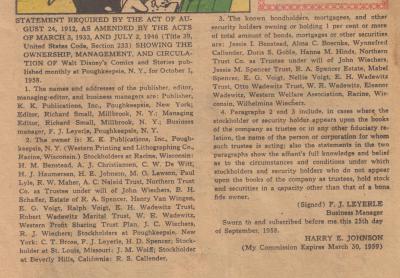 STATEMENT REQUIRED BY THE ACT OF AU-
GUST 24, 1912, AS AMENDED BY THE ACTS
OF MARCH 3, 1933, AND JULY 2, 1946 (Title 39,
United States Code, Section 233) SHOWING THE
OWNERSHIP, MANAGEMENT, AND CIRCULA-
TION OF Walt Disney's Comics and Stories pub-
lished monthly at Poughkeepsie, N. Y., for October 1,
1958.
1. The names and addresses of the publisher, editor,
managing-editor, and business managers are: Publisher,
K. K. Publications, Inc., Poughkeepsie, New York;
Editor, Richard Small, Millbrook, N. Y.; Managing
Editor, Richard Small, Millbrook, N. Y.; Business
manager, F. J. Leyerle, Poughkeepsie, N. Y.
2. The owner is: K. K. Publications, Inc., Pough-
keepsie, N. Y. (Western Printing and Lithographing Co.,
Racine, Wisconsin.) Stockholders at Racine, Wisconsin:
H. M. Benstead, A. J. Christiansen, C. W. De Witt,
H. J. Haumersen, H. E. Johnson, M. O. Lawson, Paul
Lyle, R. W. Maher, A. C. Naleid Trust, Northern Trust
Co. as Trustee under will of John Wiechers, B. H.
Schafer, Estate of R. A. Spencer, Henry Van Wingen,
E. G. Voigt, Ralph Voigt, E. H. Wadewitz Trust,
Robert Wadewitz Marital Trust, W. R. Wadewitz,
Western Profit Sharing Trust Plan, J. C. Wiechers,
R. J. Wiechers; Stockholders at Poughkeepsie, New
York: C. T. Broze, F. J. Leyerle, H. D. Spencer; Stock-
holder at St. Louis, Missouri: J. M. Wolff; Stockholder
at Beverly Hills, California: R. S. Callender.
3. The known bondholders, mortgagees, and other
security holders owning or holding 1 per cent or more
of total amount of bonds, mortgages, or other securities
are: Jessie I. Benstead, Alma C. Boernke, Wynnefred
Callender, Doris B. Grölés, Hanna M. Hinds, Northern
Trust Co. as Trustee under will of John Wiechers,
Jessie M. Spencer Trust, R. A. Spencer Estate, Mabel
Spencer, E. G. Voigt, Nellie Voigt, E. H. Wadewitz
Trust, Otto Wadewitz Trust, W. R. Wadewitz, Eleanor
Wadewitz, Western Welfare Association, Racine, Wis-
consin, Wilhelmina Wiechers.
4. Paragraphs 2 and 3 include, in cases where the
stockholder or security holder appears upon the books
of the company as trustee or in any other fiduciary re-
lation, the name of the person or corporation for whom
such trustee is acting; also the statements in the two
paragraphs show the affiant's full knowledge and belief
as to the circumstances and conditions under which
stockholders and security holders who do not appear
upon the books of the company as trustees, hold stock
and securities in a capacity other than that of a bona
fide owner.
(Signed) F. J. LEYERLE
Business Manager
Sworn to and subscribed before me this 25th day
of September, 1958.
HARRY E. JOHNSON
(My Commission Expires March 30, 1959)